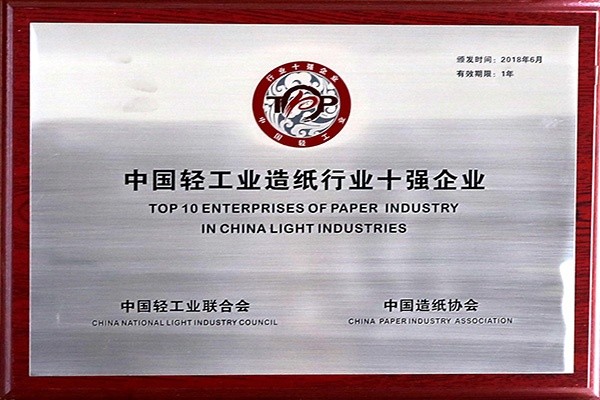 颁发时间：2018年6月
有效期限：1年
行业十强企业
TOP
中国轻工业
中国轻工业造纸行业十强企业
TOP 10 ENTERPRISES OF PAPER INDUSTRY
IN CHINA LIGHT INDUSTRIES
中国轻工业联合会
CHINA NATIONAL LIGHT INDUSTRY COUNCIL
中国造纸协会
CHINA PAPER INDUSTRY ASSOCIATION